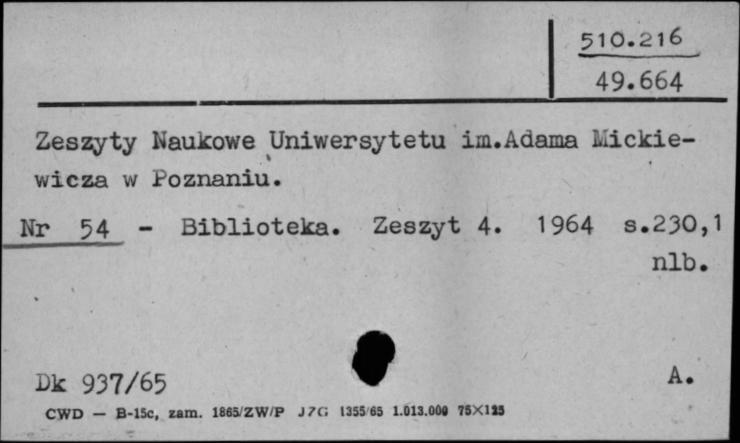 510.216
49.664
Zeszyty Naukowe Uniwersytetu im.Adama Mickie-
wicza w Poznaniu.
Nr 54 - Biblioteka. Zeszyt 4. 1964 s.230,1
nlb.
Dk 937/65 A.
CWD — B-15c, zam. 1865/ZW/P J7G 1355/65 1.013.000 75X125